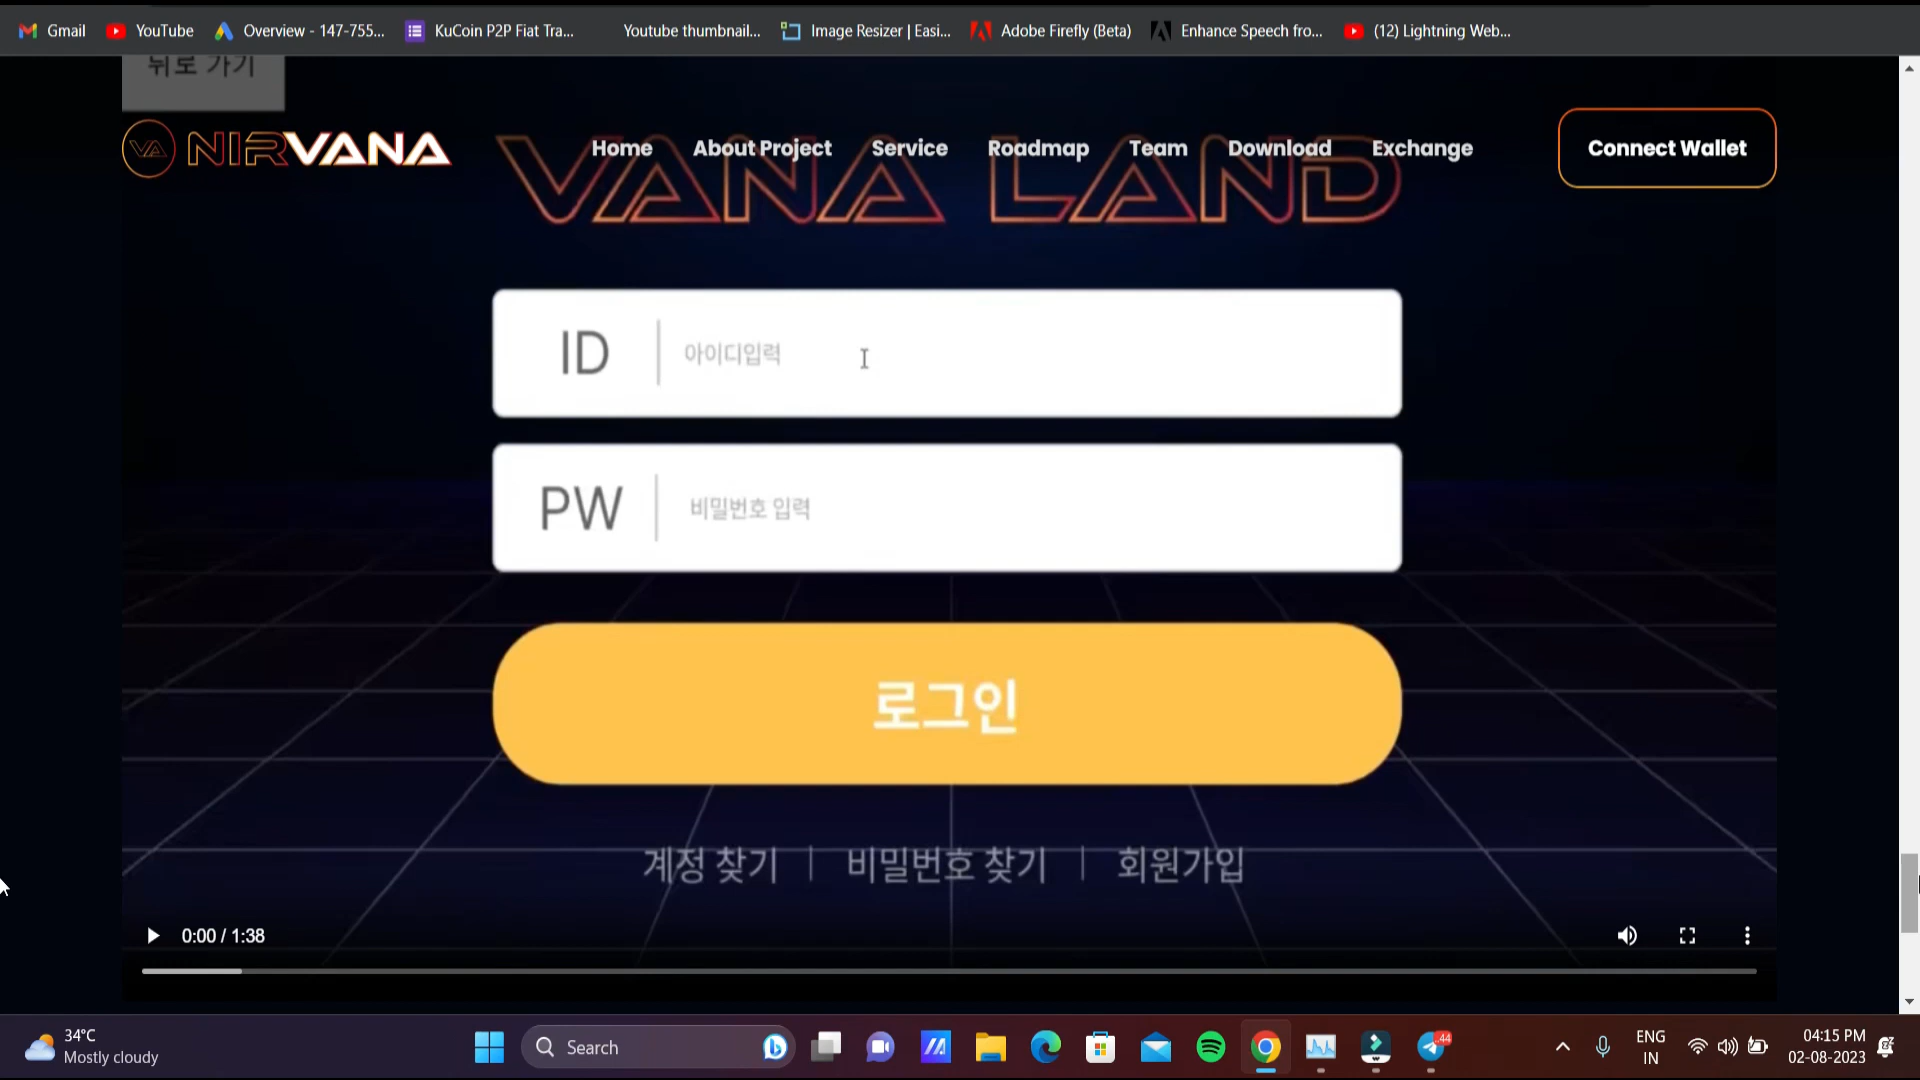 Gmail YouTube Overview - 147-755... KuCoin P2P Fiat Tra... Youtube thumbnail... Image Resizer | Easi... Adobe Firefly (Beta) Enhance Speech fro... (12) Lightning Web...
뒤로 가기
VA NIRVANA Home About Project Service Roadmap Team Download Exchange Connect Wallet
VANA LAND
ID 아이디입력
PW 비밀번호 입력
로그인
계정 찾기 | 비밀번호 찾기 | 회원가입
0:00 / 1:38
34°C
Mostly cloudy
Search
44
ENG
IN
04:15 PM
02-08-2023